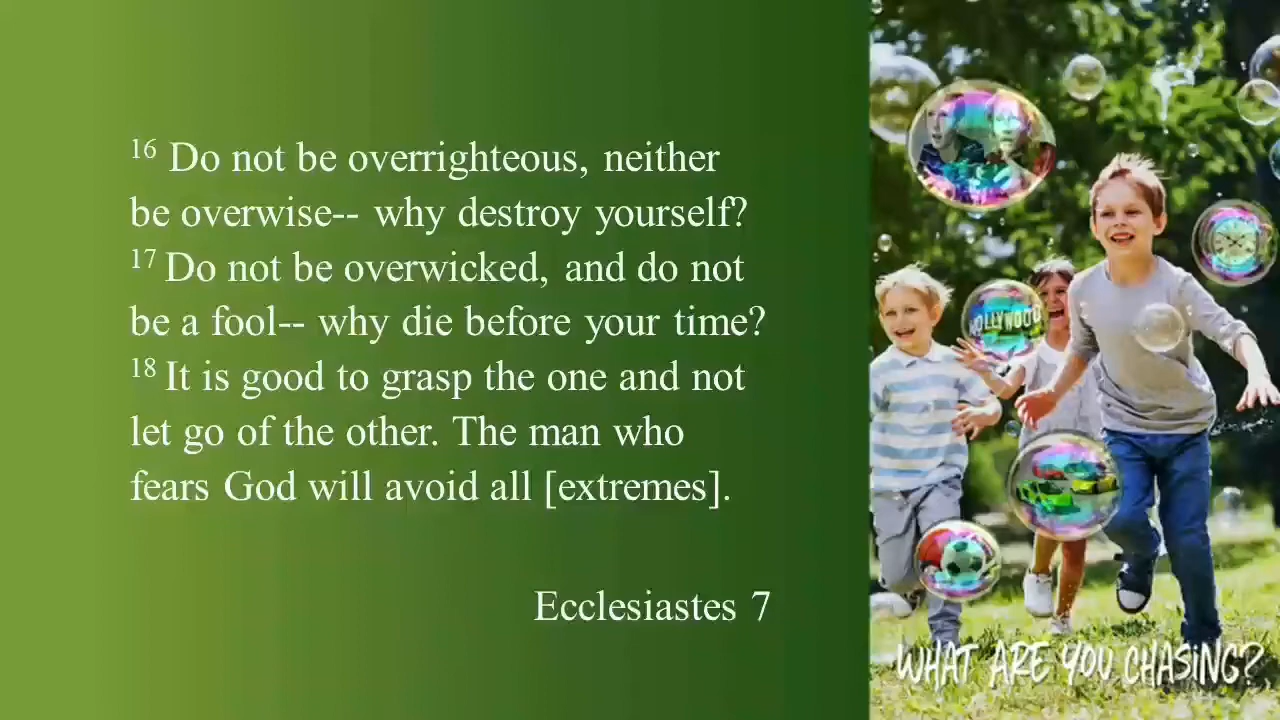 16 Do not be overrighteous, neither
be overwise-- why destroy yourself?
17 Do not be overwicked, and do not
be a fool-- why die before your time?
18 It is good to grasp the one and not
let go of the other. The man who
fears God will avoid all [extremes].
Ecclesiastes 7
HOLLYWOOD
WHAT ARE YOU CHASING?